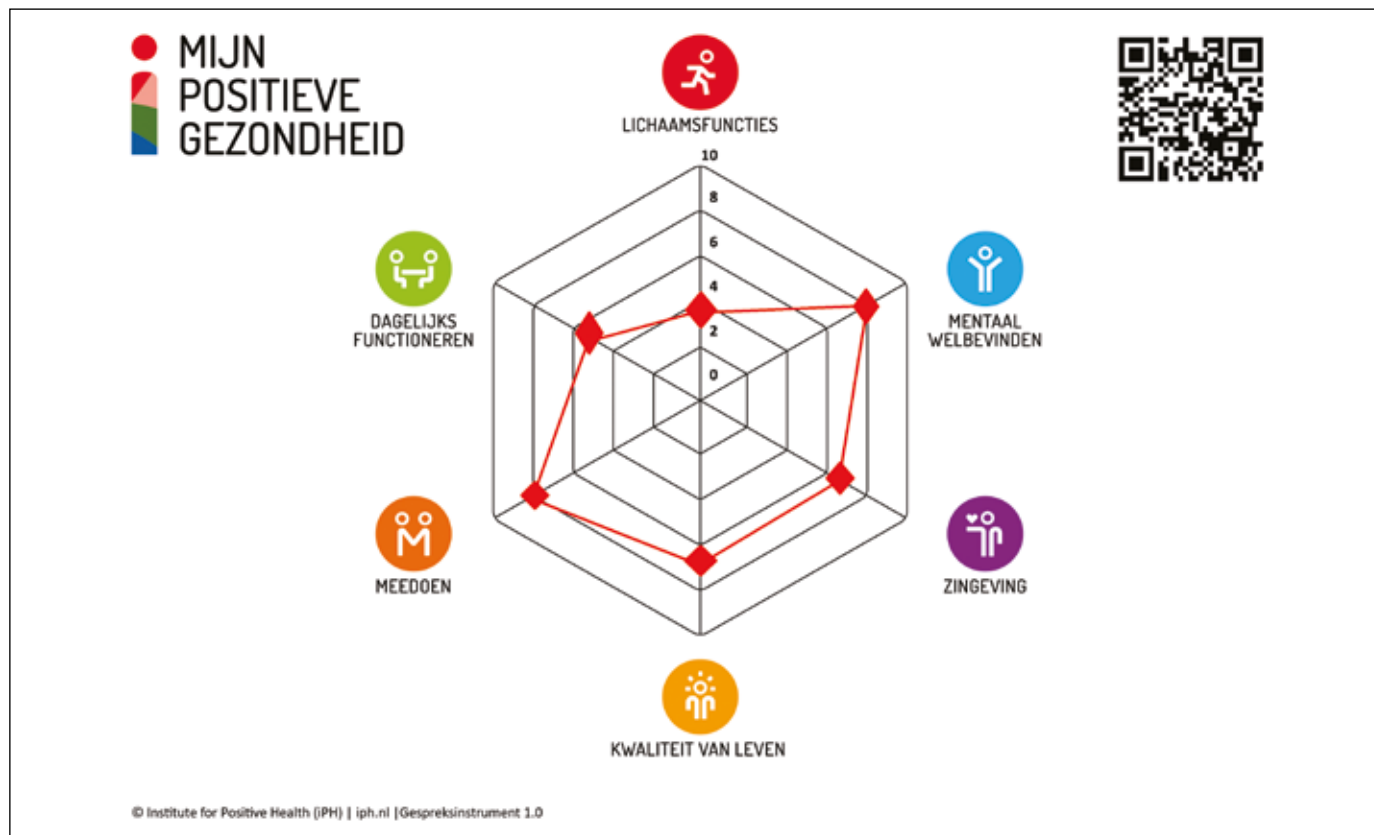 MIJN
POSITIEVE
GEZONDHEID
LICHAAMSFUNCTIES
10
8
6
4
2
0
DAGELIJKS
FUNCTIONEREN
MENTAAL
WELBEVINDEN
MEEDOEN
ZINGEVING
KWALITEIT VAN LEVEN
© Institute for Positive Health (iPH) | iph.nl |Gespreksinstrument 1.0